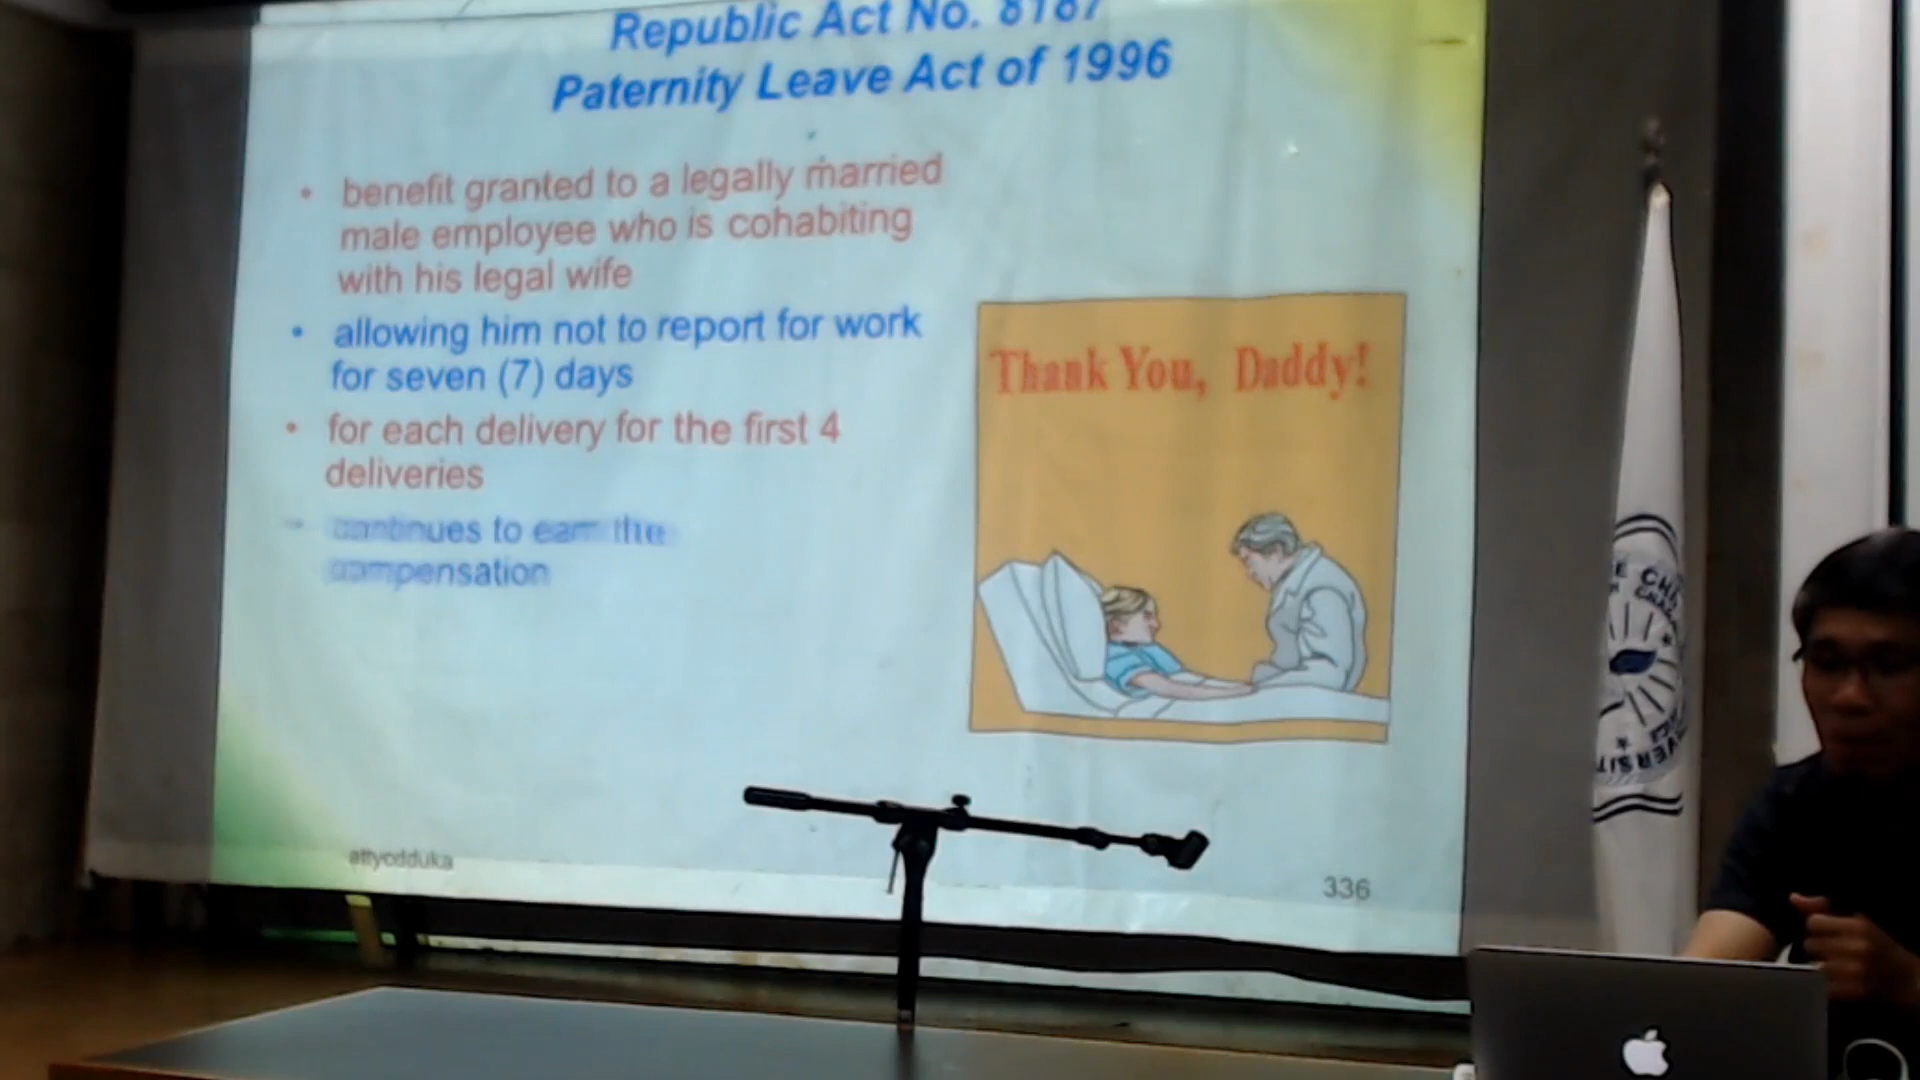 Republic Act No. 8187
Paternity Leave Act of 1996
• benefit granted to a legally married
male employee who is cohabiting
with his legal wife
• allowing him not to report for work
for seven (7) days
• for each delivery for the first 4
deliveries
continues to earn the
compensation
Thank You, Daddy!
attyodduka
336